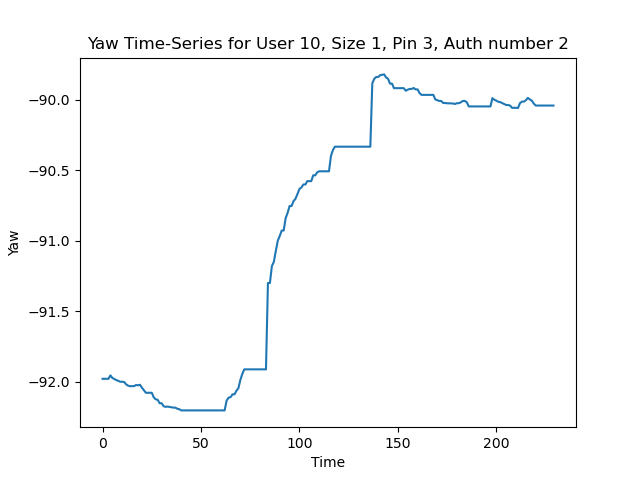 Yaw Time-Series for User 10, Size 1, Pin 3, Auth number 2
−90.0
−90.5
−91.0
−91.5
−92.0
Yaw
0 50 100 150 200
Time